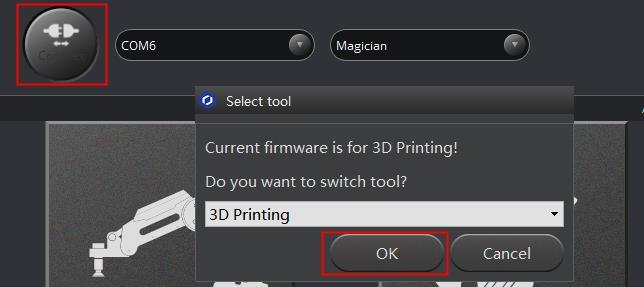 Connect
COM6
Magician
Select tool
Current firmware is for 3D Printing!
Do you want to switch tool?
3D Printing
OK
Cancel